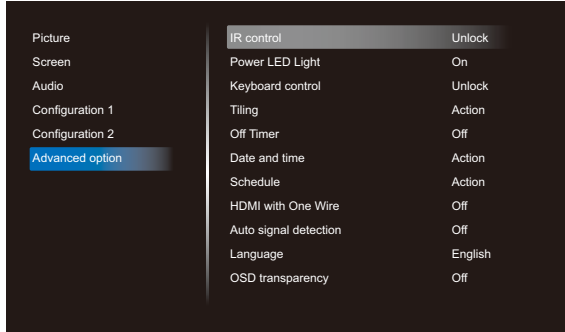 Picture
Screen
Audio
Configuration 1
Configuration 2
Advanced option
IR control Unlock
Power LED Light On
Keyboard control Unlock
Tiling Action
Off Timer Off
Date and time Action
Schedule Action
HDMI with One Wire Off
Auto signal detection Off
Language English
OSD transparency Off